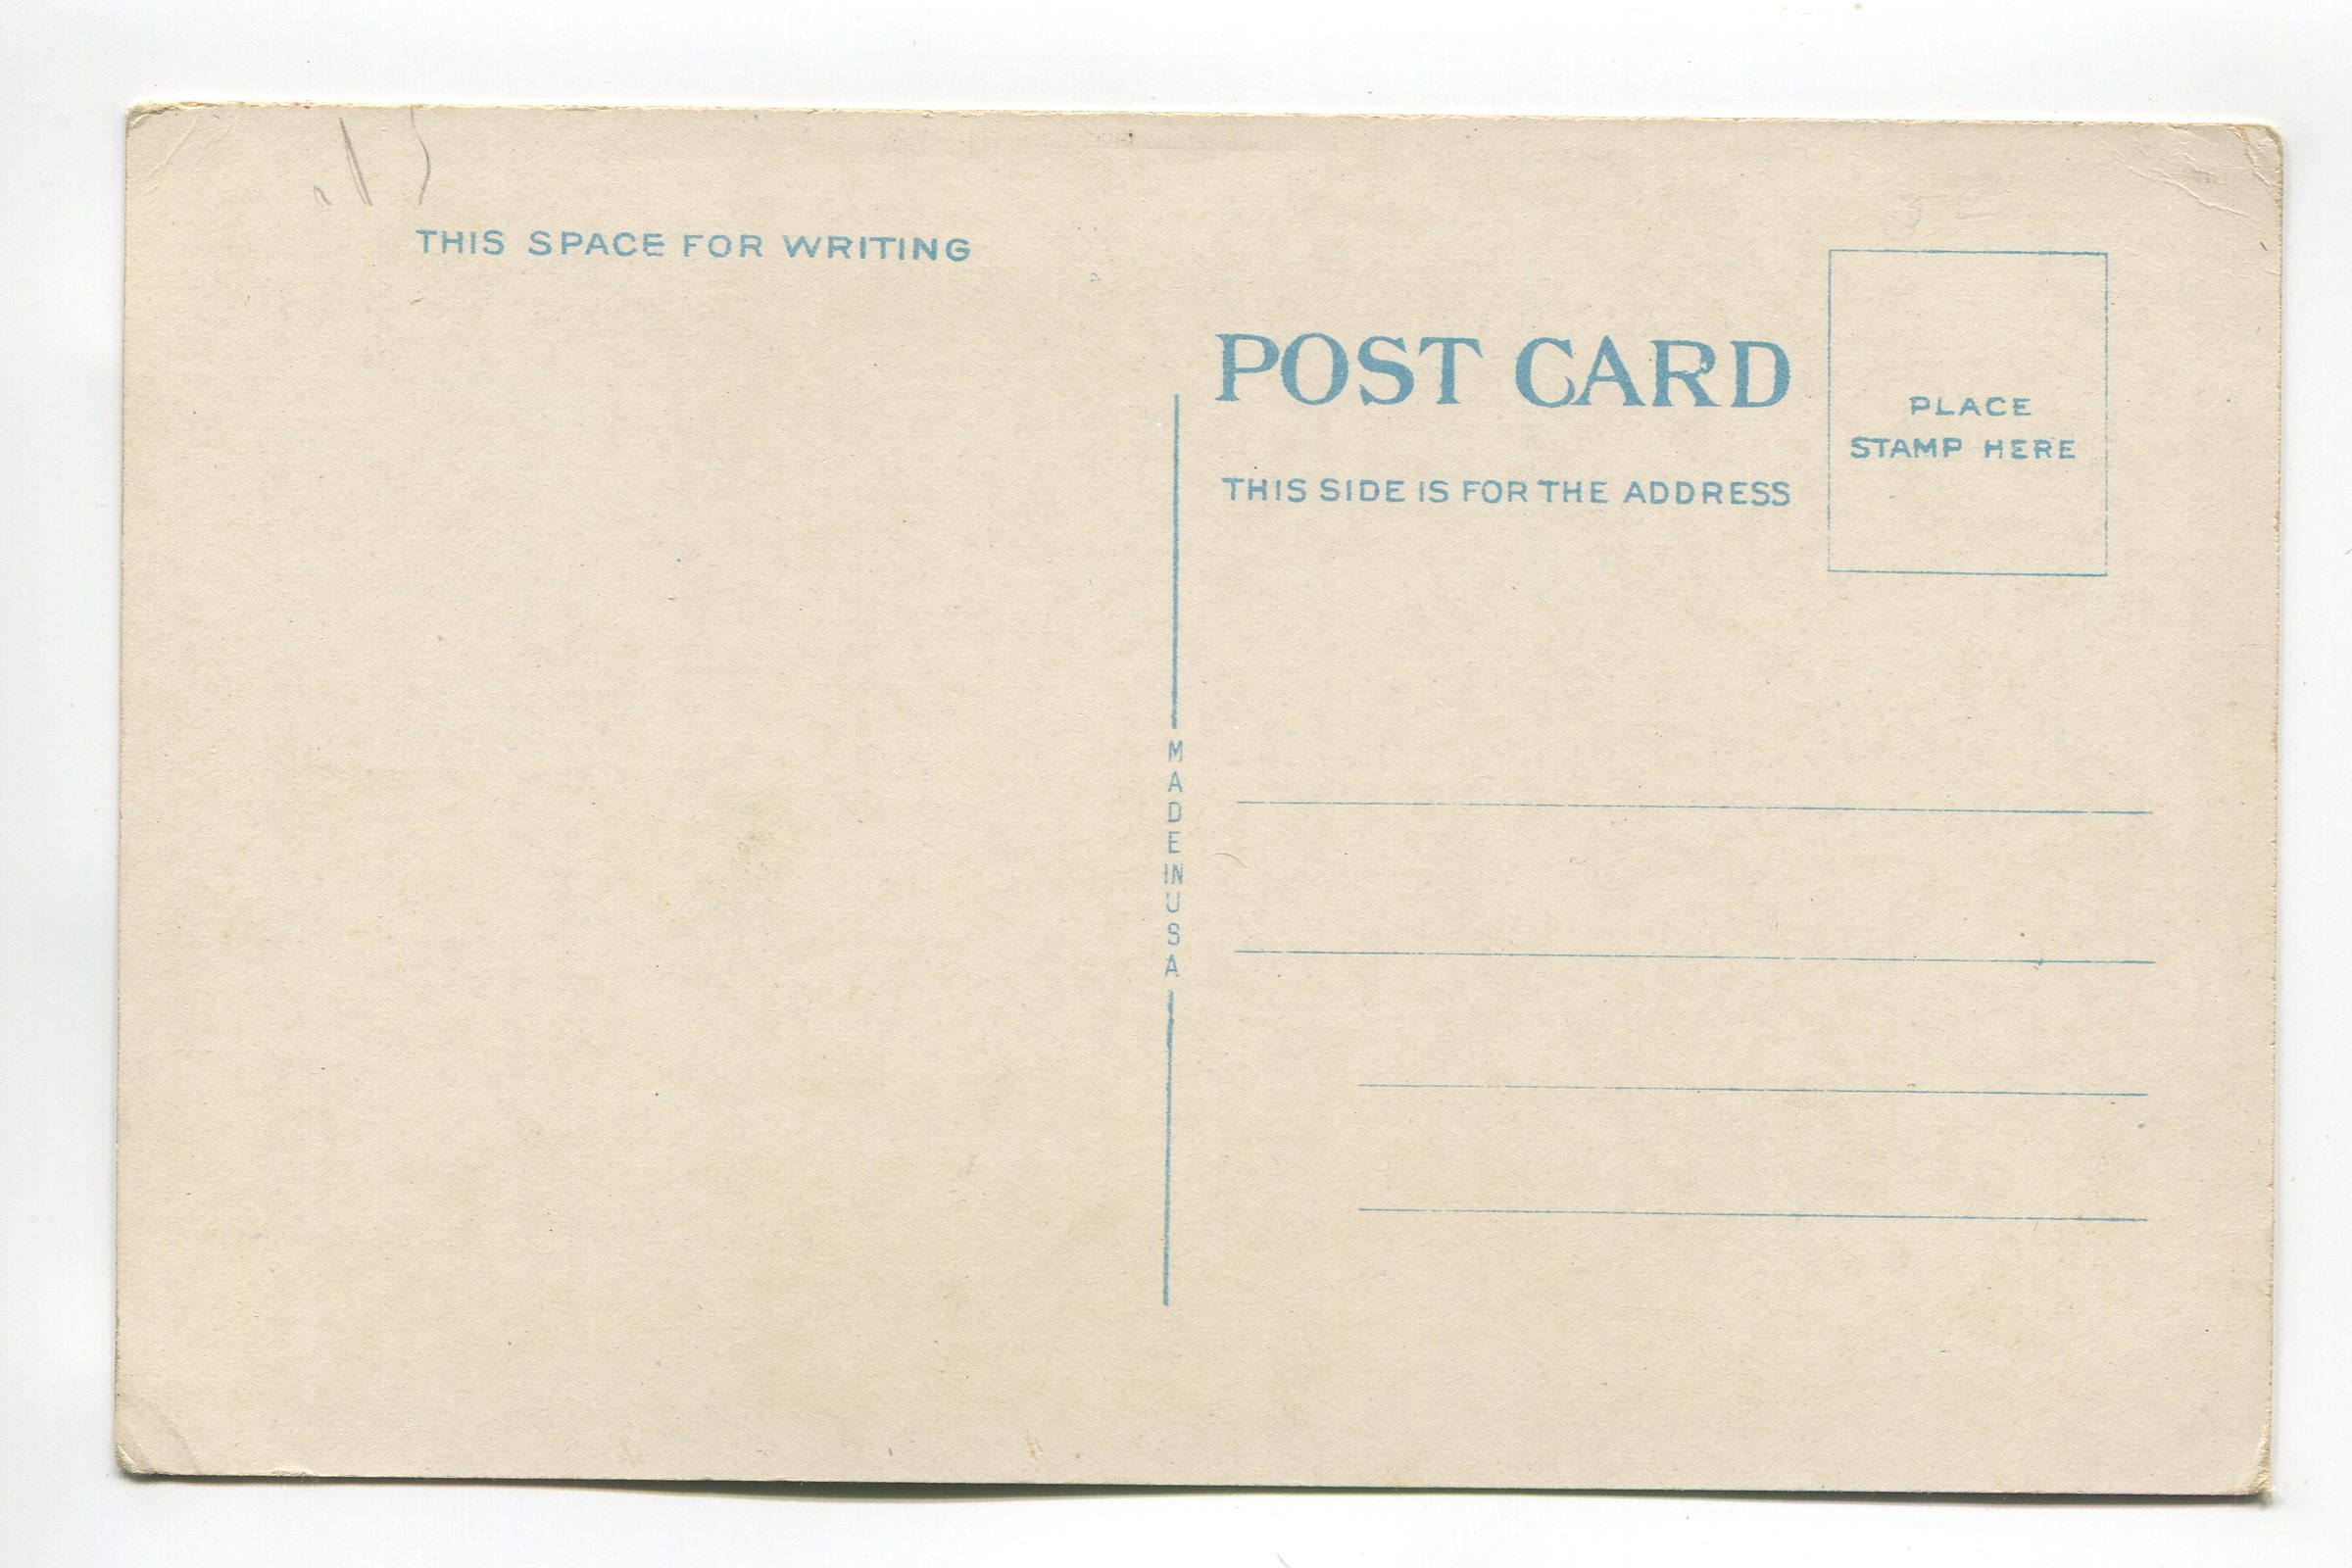 THIS SPACE FOR WRITING
POST CARD
THIS SIDE IS FOR THE ADDRESS
PLACE
STAMP HERE
MADE IN USA